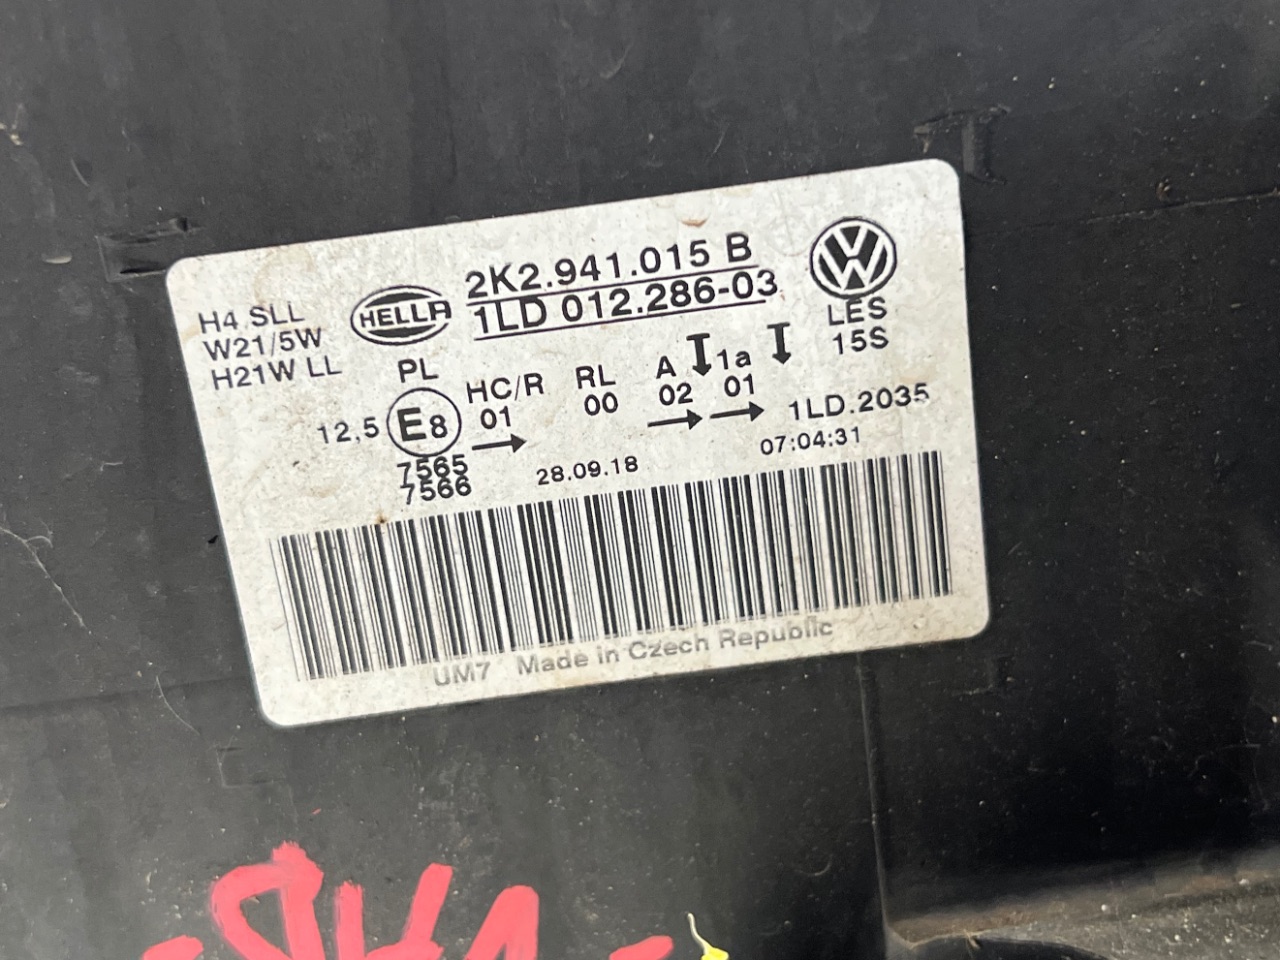 H4 SLL
W21/5W
H21W LL
HELLA
2K2.941.015 B
1LD 012.286-03
LES
15S
PL
HC/R
01
RL
00
A
02
1a
01
12,5
E8
7565
7566
1LD.2035
28.09.18
07:04:31
UM7 Made in Czech Republic